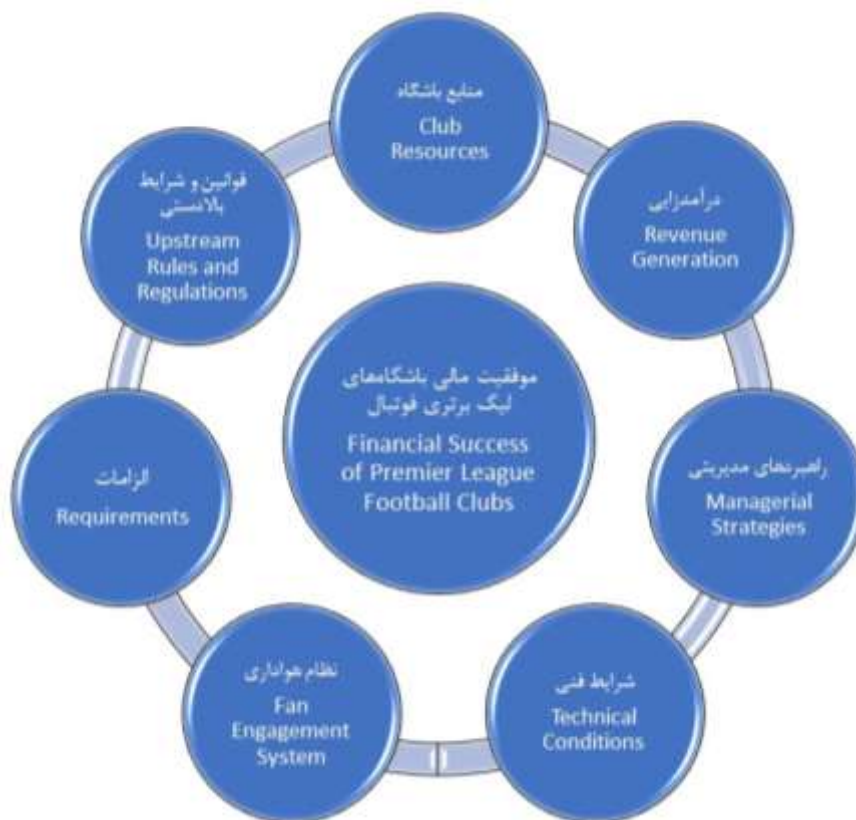 منابع باشگاه
Club
Resources
درآمدزایی
Revenue
Generation
راهبردهای مدیریتی
Managerial
Strategies
شرایط فنی
Technical
Conditions
نظام هواداری
Fan
Engagement
System
الزامات
Requirements
قوانین و شرایط
بالادستی
Upstream
Rules and
Regulations
موفقیت مالی باشگاه‌های
لیگ برتری فوتبال
Financial Success
of Premier League
Football Clubs